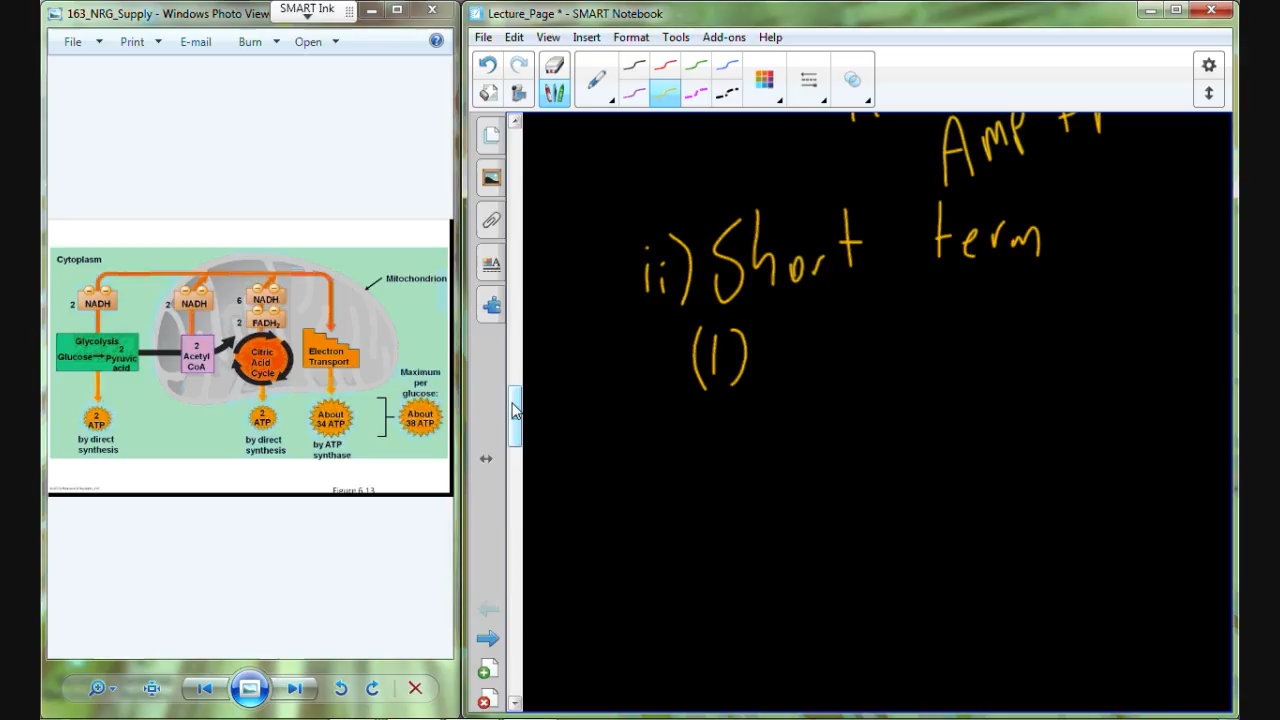 163_NRG_Supply - Windows Photo View
SMART Ink
File Print E-mail Burn Open
Cytoplasm
Mitochondrion
2 NADH
2 NADH
6 NADH
2 FADH2
Glycolysis
Glucose → 2 Pyruvic acid
2 Acetyl CoA
Citric Acid Cycle
Electron Transport
Maximum per glucose:
2 ATP
2 ATP
About 34 ATP
About 38 ATP
by direct synthesis
by direct synthesis
by ATP synthase
Figure 6.13
Lecture_Page * - SMART Notebook
File Edit View Insert Format Tools Add-ons Help
Amp +
ii) Short term
(1)